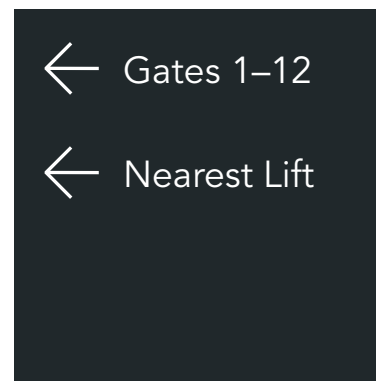 ← Gates 1–12
← Nearest Lift